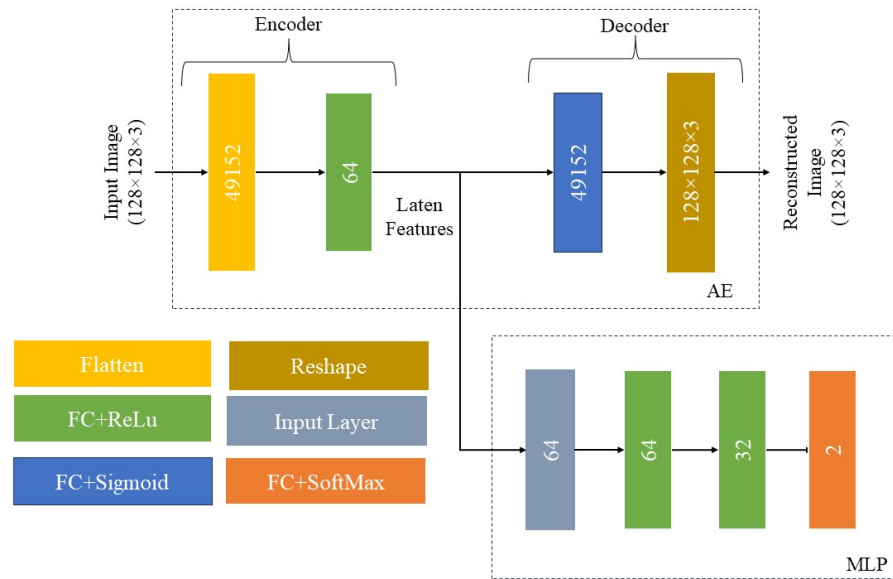 Encoder
Decoder
Input Image
(128×128×3)
49152
64
Laten
Features
49152
128×128×3
Reconstructed
Image
(128×128×3)
AE
Flatten
Reshape
FC+ReLu
Input Layer
FC+Sigmoid
FC+SoftMax
64
64
32
2
MLP